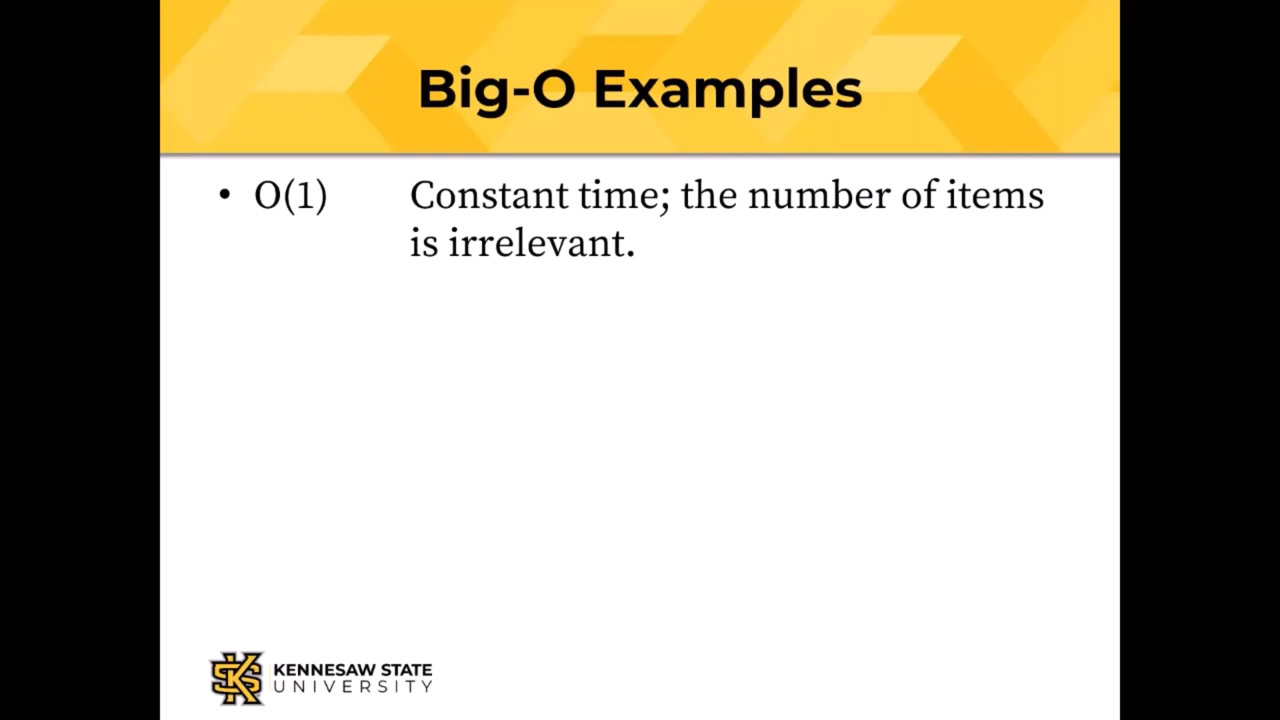 Big-O Examples
• O(1) Constant time; the number of items
is irrelevant.
KENNESAW STATE
UNIVERSITY